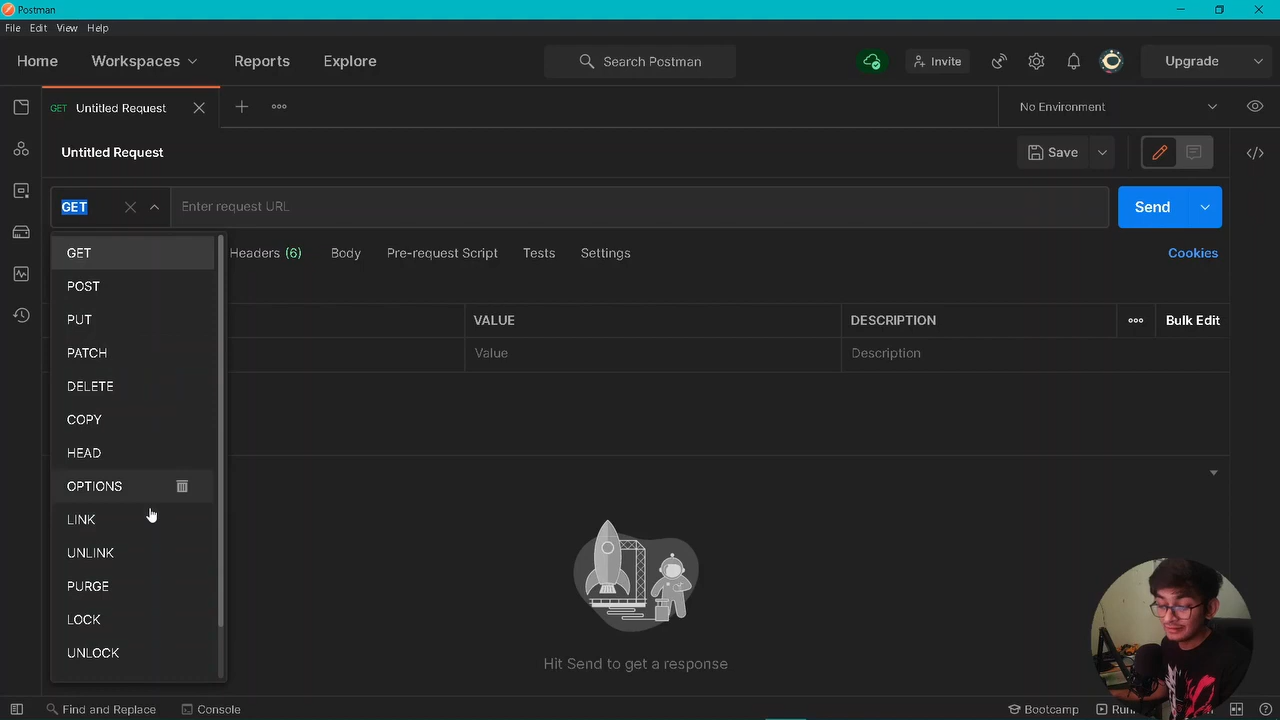 Postman
File Edit View Help
Home Workspaces Reports Explore Search Postman Invite Upgrade
GET Untitled Request No Environment
Untitled Request Save
GET Enter request URL Send
GET
Headers (6) Body Pre-request Script Tests Settings Cookies
POST
PUT
VALUE DESCRIPTION Bulk Edit
PATCH
Value Description
DELETE
COPY
HEAD
OPTIONS
LINK
UNLINK
PURGE
LOCK
UNLOCK
Hit Send to get a response
Find and Replace Console Bootcamp